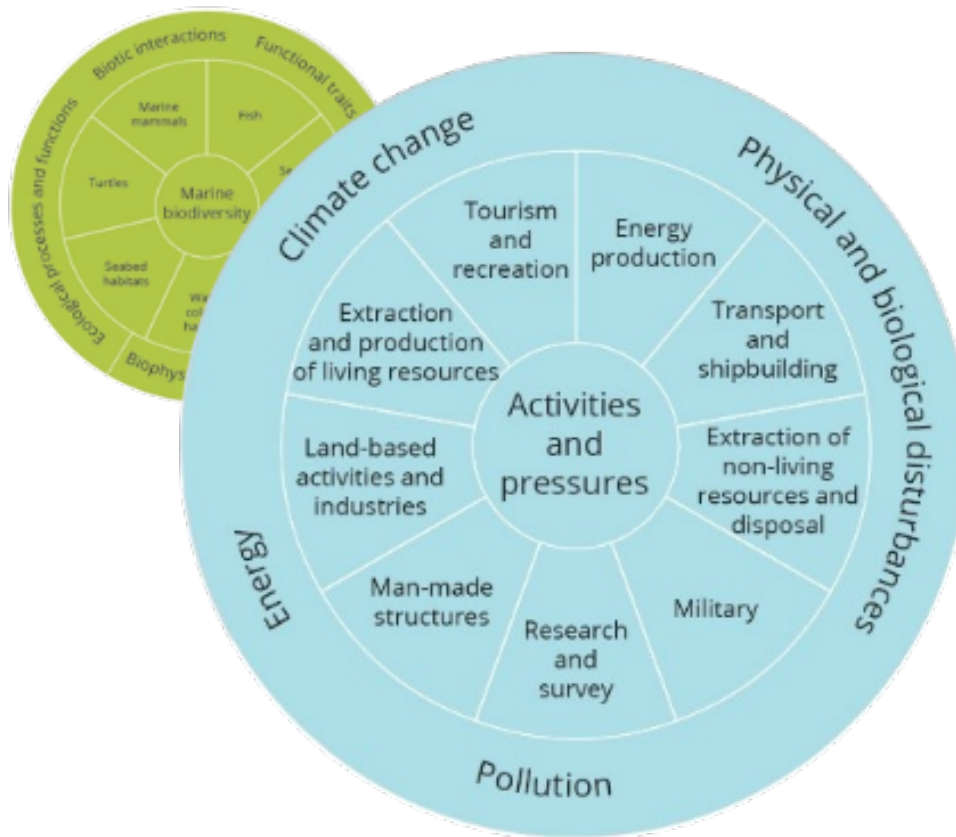 Biotic interactions
Functional traits
Ecological processes and functions
Marine
mammals
Fish
Turtles
Marine
biodiversity
Seabed
habitats
Climate change
Physical and biological disturbances
Energy
Pollution
Tourism
and
recreation
Energy
production
Transport
and
shipbuilding
Extraction of
non-living
resources and
disposal
Military
Research
and
survey
Man-made
structures
Land-based
activities and
industries
Extraction
and production
of living resources
Activities
and
pressures